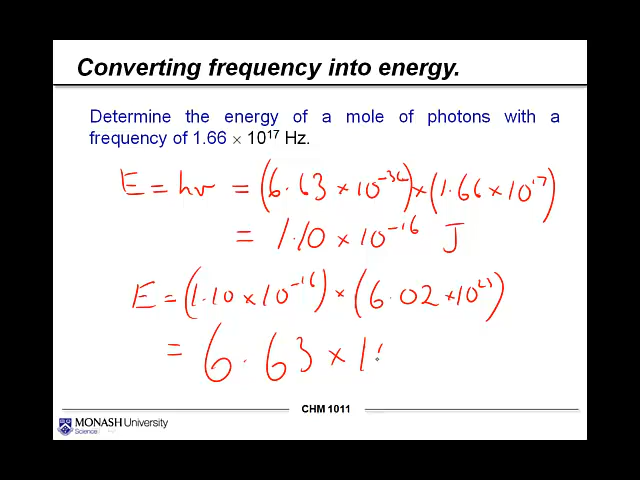 Converting frequency into energy.
Determine the energy of a mole of photons with a
frequency of 1.66 × 10¹⁷ Hz.
E = hν = (6.63 × 10⁻³⁴) × (1.66 × 10¹⁷)
= 1.10 × 10⁻¹⁶ J
E = (1.10 × 10⁻¹⁶) × (6.02 × 10²³)
= 6.63 × 1
CHM 1011
MONASH University
Science